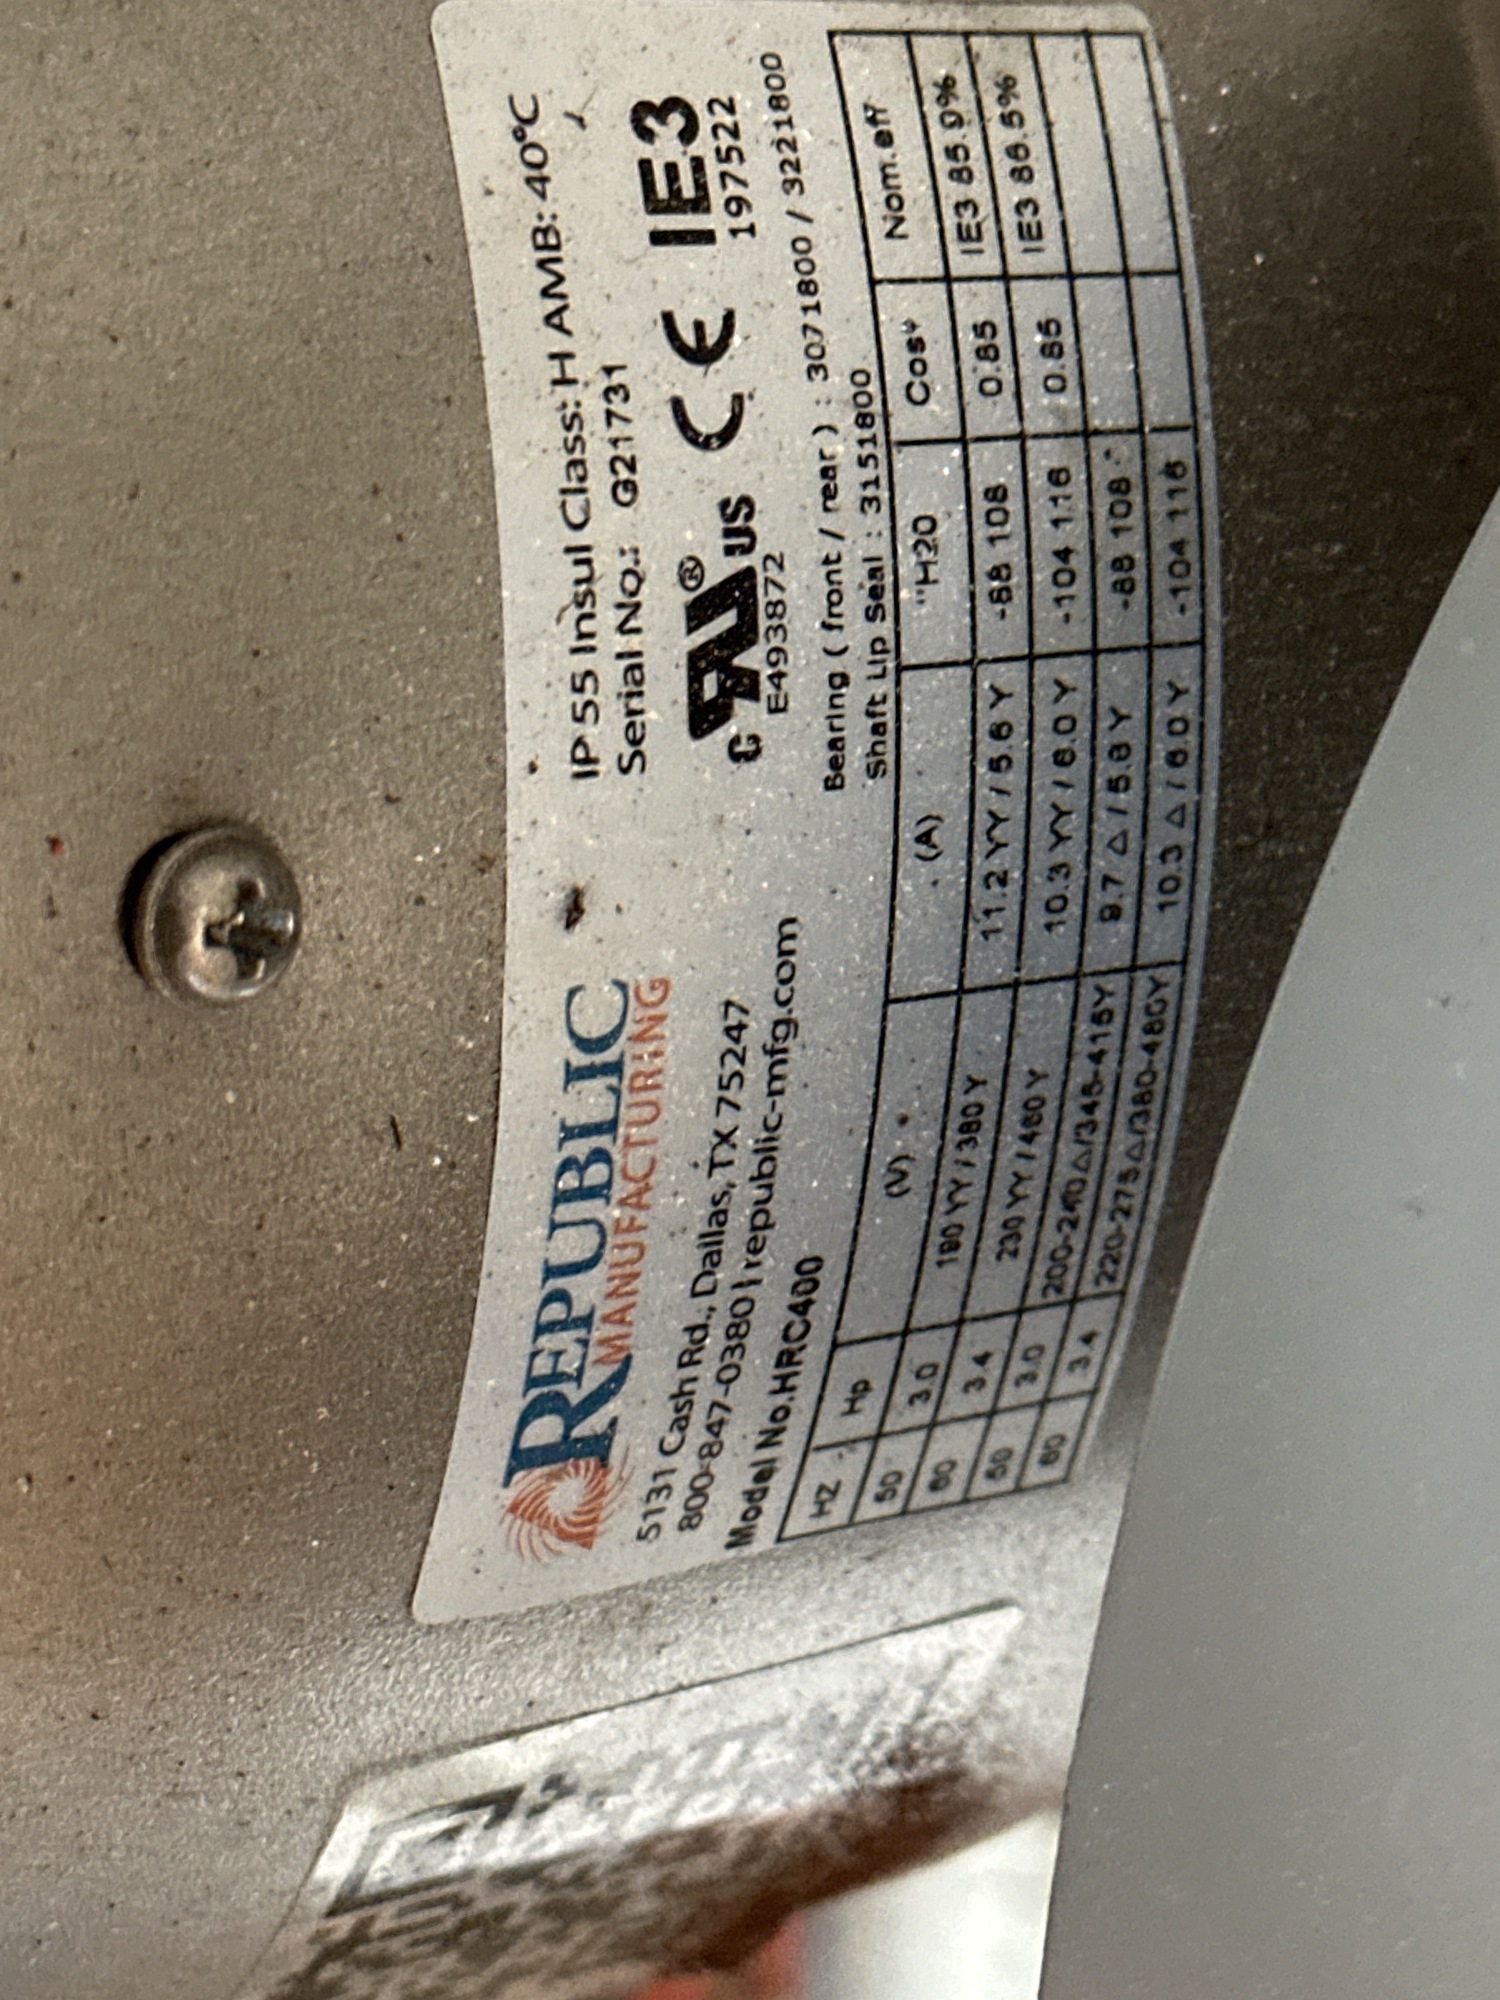 REPUBLIC
MANUFACTURING
5131 Cash Rd., Dallas, TX 75247
800-847-0380 | republic-mfg.com
Model No.HRC400
IP 55 Insul Class: H AMB: 40°C
Serial No.: G21731
c RU® US CE IE3
E493872 197522
Bearing ( front / rear ) : 3071800 / 3221800
Shaft Lip Seal : 3151800
HZ Hp (V) (A) "H20 Cosφ Nom.eff
50 3.0 190 YY / 380 Y 11.2 YY / 5.6 Y -88 108 0.85 IE3
60 3.4 230 YY / 460 Y 10.3 YY / 6.0 Y -104 116 0.85 IE3 86.5%
50 3.0 200-240△/345-415Y 9.7 △ / 5.8 Y -88 108
60 3.4 220-275△/380-480Y 10.3 △ / 6.0 Y -104 116